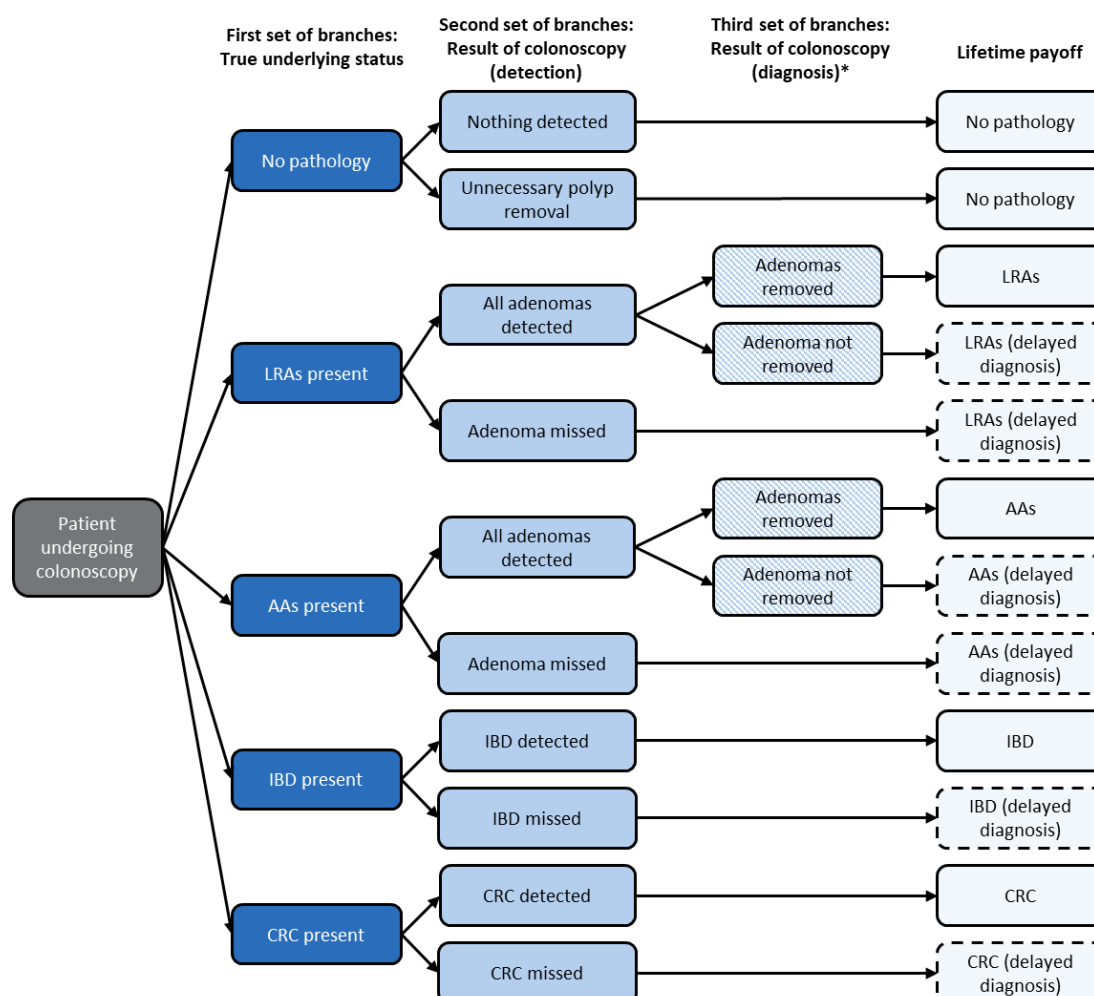 First set of branches:
True underlying status
Second set of branches:
Result of colonoscopy
(detection)
Third set of branches:
Result of colonoscopy
(diagnosis)*
Lifetime payoff
Patient
undergoing
colonoscopy
No pathology
Nothing detected
No pathology
Unnecessary polyp
removal
No pathology
LRAs present
All adenomas
detected
Adenomas
removed
LRAs
Adenoma not
removed
LRAs (delayed
diagnosis)
Adenoma missed
LRAs (delayed
diagnosis)
AAs present
All adenomas
detected
Adenomas
removed
AAs
Adenoma not
removed
AAs (delayed
diagnosis)
Adenoma missed
AAs (delayed
diagnosis)
IBD present
IBD detected
IBD
IBD missed
IBD (delayed
diagnosis)
CRC present
CRC detected
CRC
CRC missed
CRC (delayed
diagnosis)